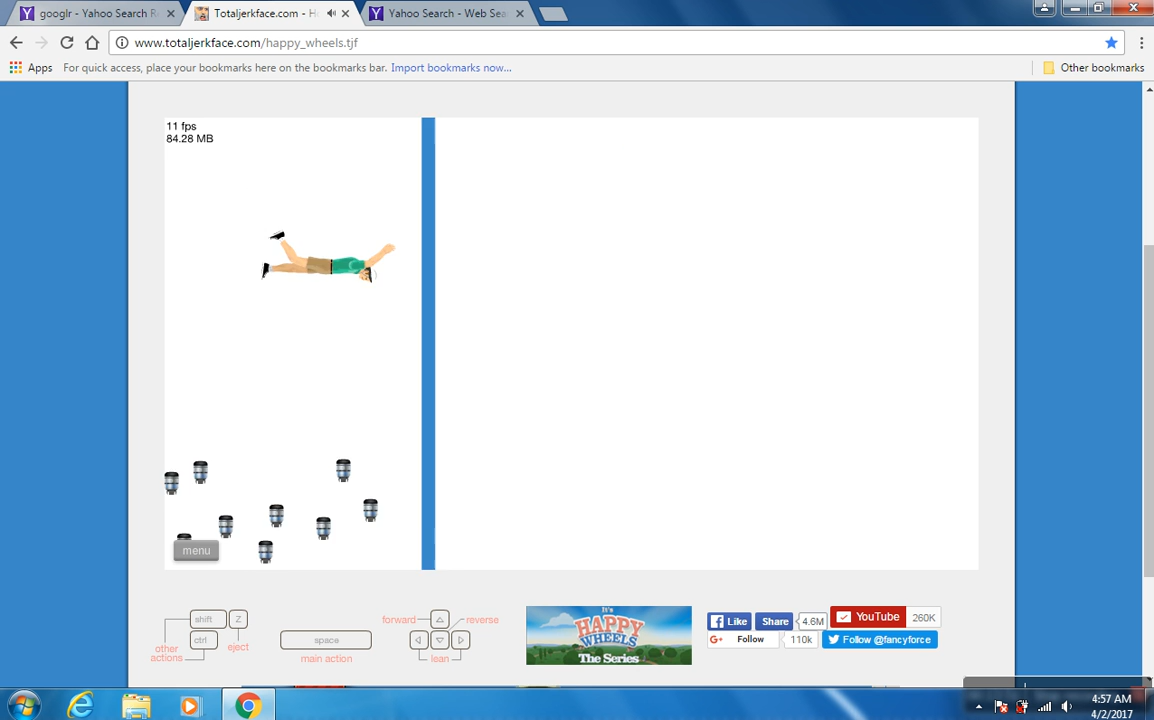 googlr - Yahoo Search R
Totaljerkface.com - H
Yahoo Search - Web Sea
www.totaljerkface.com/happy_wheels.tjf
Apps For quick access, place your bookmarks here on the bookmarks bar. Import bookmarks now... Other bookmarks
11 fps
84.28 MB
menu
shift Z
ctrl
other
actions
eject
space
main action
forward
reverse
lean
It's
HAPPY
WHEELS
The Series
Like Share 4.6M
YouTube 260K
G+ Follow 110k
Follow @fancyforce
4:57 AM
4/2/2017